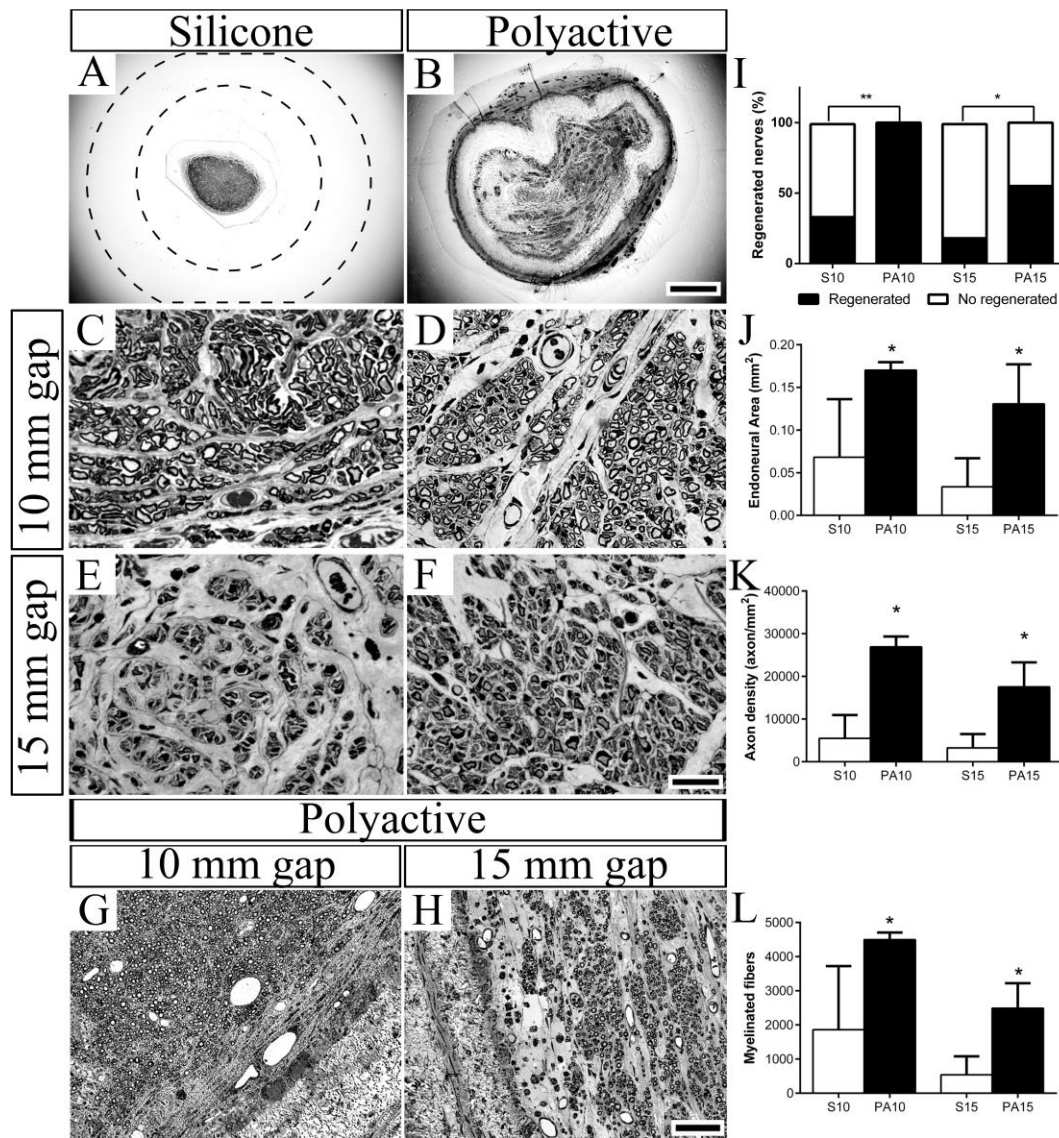 Silicone
Polyactive
A
B
10 mm gap
C
D
15 mm gap
E
F
Polyactive
10 mm gap
15 mm gap
G
H
I
Regenerated nerves (%)
100
50
0
**
*
S10 PA10 S15 PA15
Regenerated No regenerated
J
Endoneural Area (mm²)
0.20
0.15
0.10
0.05
0.00
*
*
S10 PA10 S15 PA15
K
Axon density (axon/mm²)
40000
30000
20000
10000
0
*
*
S10 PA10 S15 PA15
L
Myelinated fibers
5000
4000
3000
2000
1000
0
*
*
S10 PA10 S15 PA15